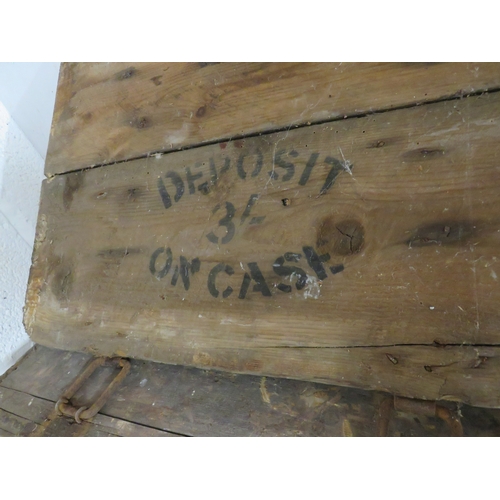 DEPOSIT
3/-
ON CASE